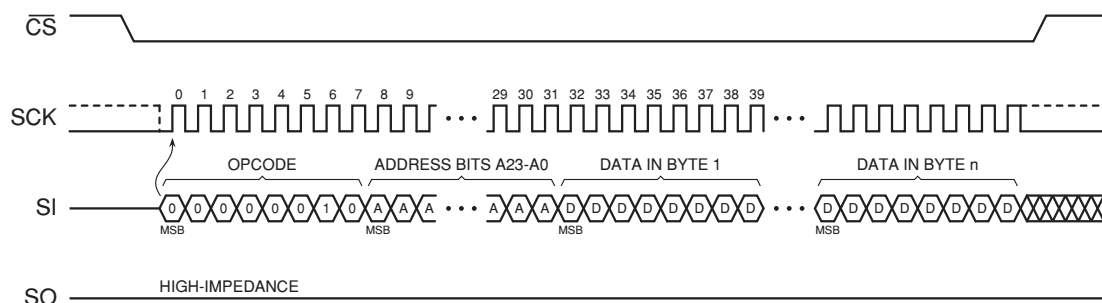 CS
SCK
0 1 2 3 4 5 6 7 8 9 29 30 31 32 33 34 35 36 37 38 39
OPCODE ADDRESS BITS A23-A0 DATA IN BYTE 1 DATA IN BYTE n
SI
0 0 0 0 0 0 1 0 A A A A A A D D D D D D D D D D D D D D D D
MSB MSB MSB MSB
SO
HIGH-IMPEDANCE